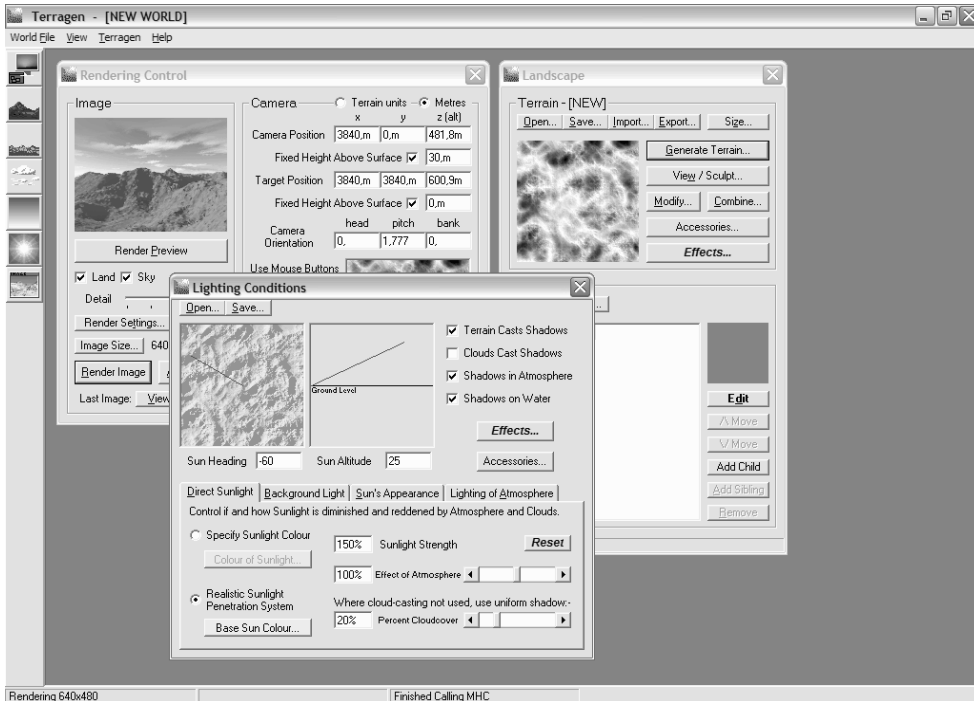 Terragen - [NEW WORLD]
World File View Terragen Help
Rendering Control
Image
Render Preview
Land Sky
Detail
Render Settings...
Image Size... 640
Render Image
Last Image: View
Camera Terrain units Metres
x y z (alt)
Camera Position 3840,m 0,m 481,8m
Fixed Height Above Surface 30,m
Target Position 3840,m 3840,m 600,9m
Fixed Height Above Surface 0,m
head pitch bank
Camera Orientation 0, 1,777 0,
Use Mouse Buttons
Landscape
Terrain - [NEW]
Open... Save... Import... Export... Size...
Generate Terrain...
View / Sculpt...
Modify... Combine...
Accessories...
Effects...
Edit
/\ Move
\/ Move
Add Child
Add Sibling
Remove
Lighting Conditions
Open... Save...
Ground Level
Terrain Casts Shadows
Clouds Cast Shadows
Shadows in Atmosphere
Shadows on Water
Effects...
Accessories...
Sun Heading -60 Sun Altitude 25
Direct Sunlight Background Light Sun's Appearance Lighting of Atmosphere
Control if and how Sunlight is diminished and reddened by Atmosphere and Clouds.
Specify Sunlight Colour
Colour of Sunlight...
Realistic Sunlight
Penetration System
Base Sun Colour...
150% Sunlight Strength Reset
100% Effect of Atmosphere
Where cloud-casting not used, use uniform shadow:-
20% Percent Cloudcover
Rendering 640x480 Finished Calling MHC